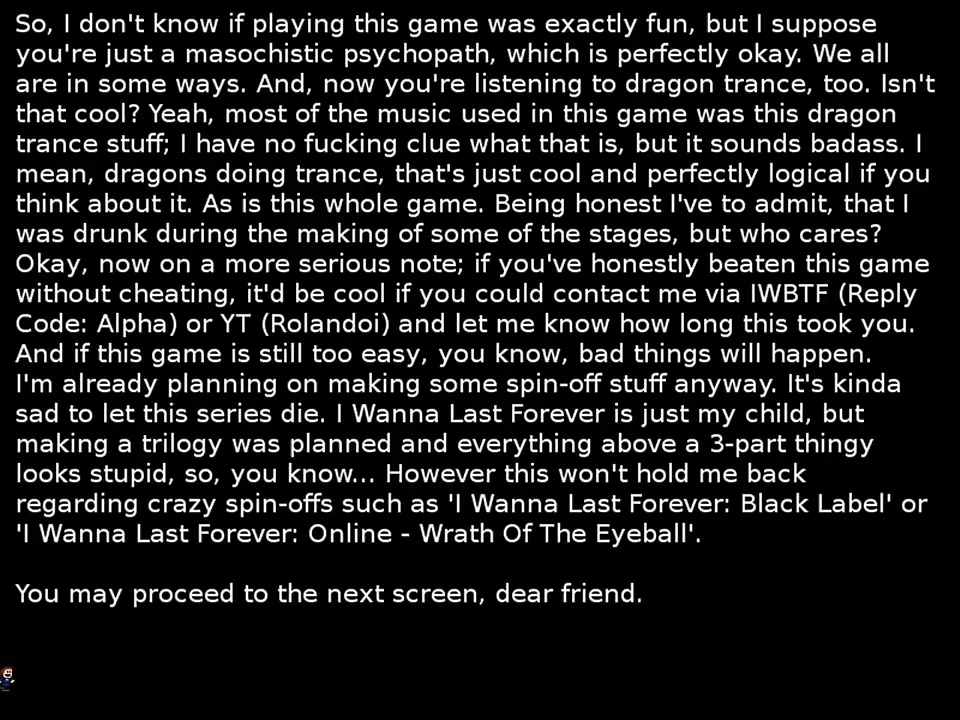 So, I don't know if playing this game was exactly fun, but I suppose
you're just a masochistic psychopath, which is perfectly okay. We all
are in some ways. And, now you're listening to dragon trance, too. Isn't
that cool? Yeah, most of the music used in this game was this dragon
trance stuff; I have no fucking clue what that is, but it sounds badass. I
mean, dragons doing trance, that's just cool and perfectly logical if you
think about it. As is this whole game. Being honest I've to admit, that I
was drunk during the making of some of the stages, but who cares?
Okay, now on a more serious note; if you've honestly beaten this game
without cheating, it'd be cool if you could contact me via IWBTF (Reply
Code: Alpha) or YT (Rolandoi) and let me know how long this took you.
And if this game is still too easy, you know, bad things will happen.
I'm already planning on making some spin-off stuff anyway. It's kinda
sad to let this series die. I Wanna Last Forever is just my child, but
making a trilogy was planned and everything above a 3-part thingy
looks stupid, so, you know... However this won't hold me back
regarding crazy spin-offs such as 'I Wanna Last Forever: Black Label' or
'I Wanna Last Forever: Online - Wrath Of The Eyeball'.
You may proceed to the next screen, dear friend.